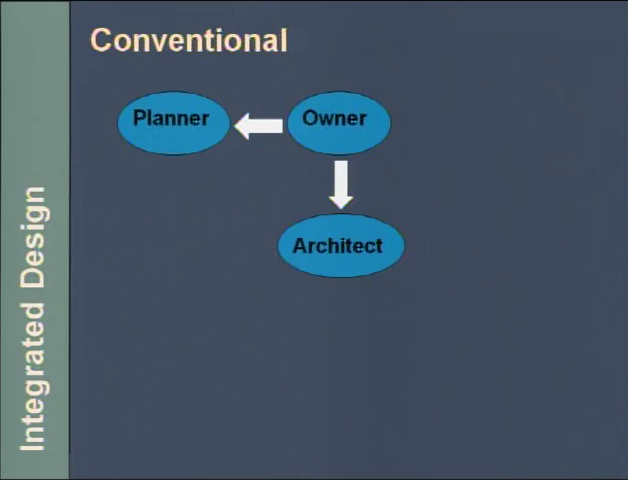 Conventional
Planner
Owner
Architect
Integrated Design